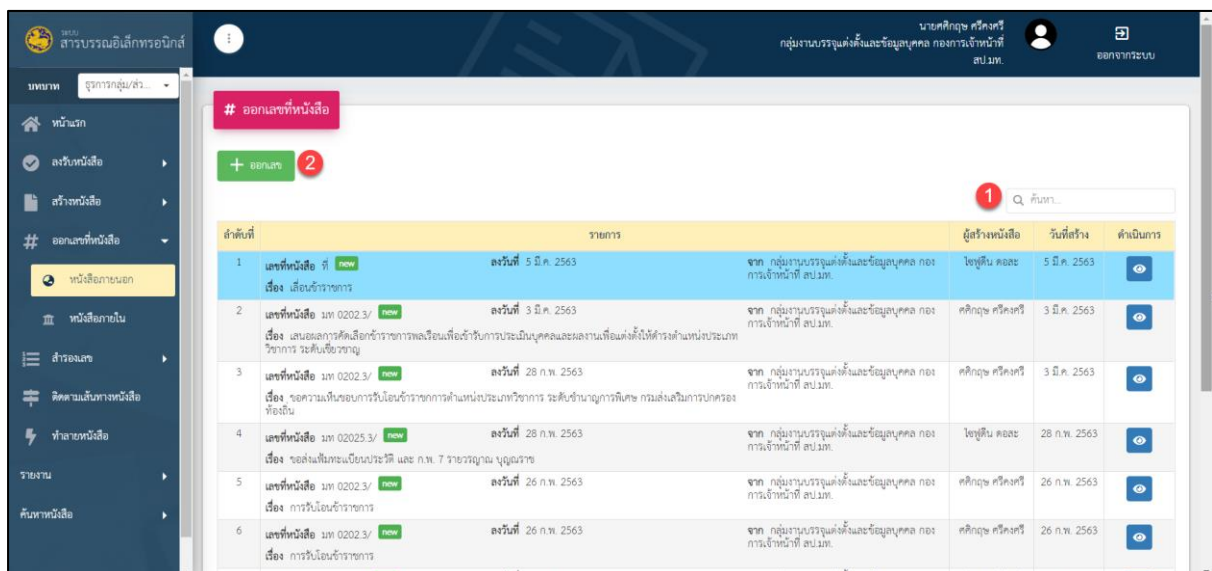 ระบบ
สารบรรณอิเล็กทรอนิกส์
นายศศิกฤษ ศรีคงศรี
กลุ่มงานบรรจุแต่งตั้งและข้อมูลบุคคล กองการเจ้าหน้าที่
สป.มท.
ออกจากระบบ
บทบาท ธุรการกลุ่ม/ส่ว...
หน้าแรก
ลงรับหนังสือ
สร้างหนังสือ
ออกเลขที่หนังสือ
หนังสือภายนอก
หนังสือภายใน
สำรองเลข
ติดตามเส้นทางหนังสือ
ทำลายหนังสือ
รายงาน
ค้นหาหนังสือ
# ออกเลขที่หนังสือ
+ ออกเลข 2
1 ค้นหา...
ลำดับที่ รายการ ผู้สร้างหนังสือ วันที่สร้าง ดำเนินการ
1 เลขที่หนังสือ ที่ new ลงวันที่ 5 มี.ค. 2563 จาก กลุ่มงานบรรจุแต่งตั้งและข้อมูลบุคคล กอง ไซฟูดีน ดอละ 5 มี.ค. 2563
การเจ้าหน้าที่ สป.มท.
เรื่อง เลื่อนข้าราชการ
2 เลขที่หนังสือ มท 0202.3/ new ลงวันที่ 3 มี.ค. 2563 จาก กลุ่มงานบรรจุแต่งตั้งและข้อมูลบุคคล กอง ศศิกฤษ ศรีคงศรี 3 มี.ค. 2563
การเจ้าหน้าที่ สป.มท.
เรื่อง เสนอผลการคัดเลือกข้าราชการพลเรือนเพื่อเข้ารับการประเมินบุคคลและผลงานเพื่อแต่งตั้งให้ดำรงตำแหน่งประเภท
วิชาการ ระดับเชี่ยวชาญ
3 เลขที่หนังสือ มท 0202.3/ new ลงวันที่ 28 ก.พ. 2563 จาก กลุ่มงานบรรจุแต่งตั้งและข้อมูลบุคคล กอง ศศิกฤษ ศรีคงศรี 3 มี.ค. 2563
การเจ้าหน้าที่ สป.มท.
เรื่อง ขอความเห็นชอบการรับโอนข้าราชกการตำแหน่งประเภทวิชาการ ระดับชำนาญการพิเศษ กรมส่งเสริมการปกครอง
ท้องถิ่น
4 เลขที่หนังสือ มท 02025.3/ new ลงวันที่ 28 ก.พ. 2563 จาก กลุ่มงานบรรจุแต่งตั้งและข้อมูลบุคคล กอง ไซฟูดีน ดอละ 28 ก.พ. 2563
การเจ้าหน้าที่ สป.มท.
เรื่อง ขอส่งแฟ้มทะเบียนประวัติ และ ก.พ. 7 รายวรญาณ บุญณราช
5 เลขที่หนังสือ มท 0202.3/ new ลงวันที่ 26 ก.พ. 2563 จาก กลุ่มงานบรรจุแต่งตั้งและข้อมูลบุคคล กอง ศศิกฤษ ศรีคงศรี 26 ก.พ. 2563
การเจ้าหน้าที่ สป.มท.
เรื่อง การรับโอนข้าราชการ
6 เลขที่หนังสือ มท 0202.3/ new ลงวันที่ 26 ก.พ. 2563 จาก กลุ่มงานบรรจุแต่งตั้งและข้อมูลบุคคล กอง ศศิกฤษ ศรีคงศรี 26 ก.พ. 2563
การเจ้าหน้าที่ สป.มท.
เรื่อง การรับโอนข้าราชการ